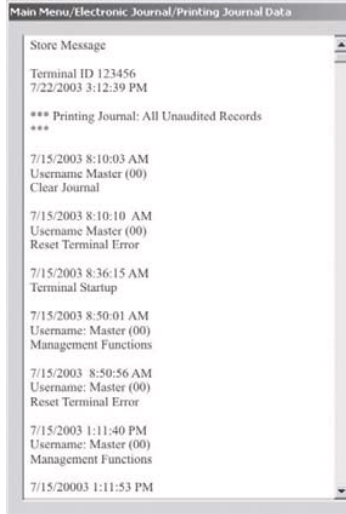 Main Menu/Electronic Journal/Printing Journal Data
Store Message
Terminal ID 123456
7/22/2003 3:12:39 PM
*** Printing Journal: All Unaudited Records
***
7/15/2003 8:10:03 AM
Username Master (00)
Clear Journal
7/15/2003 8:10:10 AM
Username Master (00)
Reset Terminal Error
7/15/2003 8:36:15 AM
Terminal Startup
7/15/2003 8:50:01 AM
Username: Master (00)
Management Functions
7/15/2003 8:50:56 AM
Username: Master (00)
Reset Terminal Error
7/15/2003 1:11:40 PM
Username: Master (00)
Management Functions
7/15/20003 1:11:53 PM